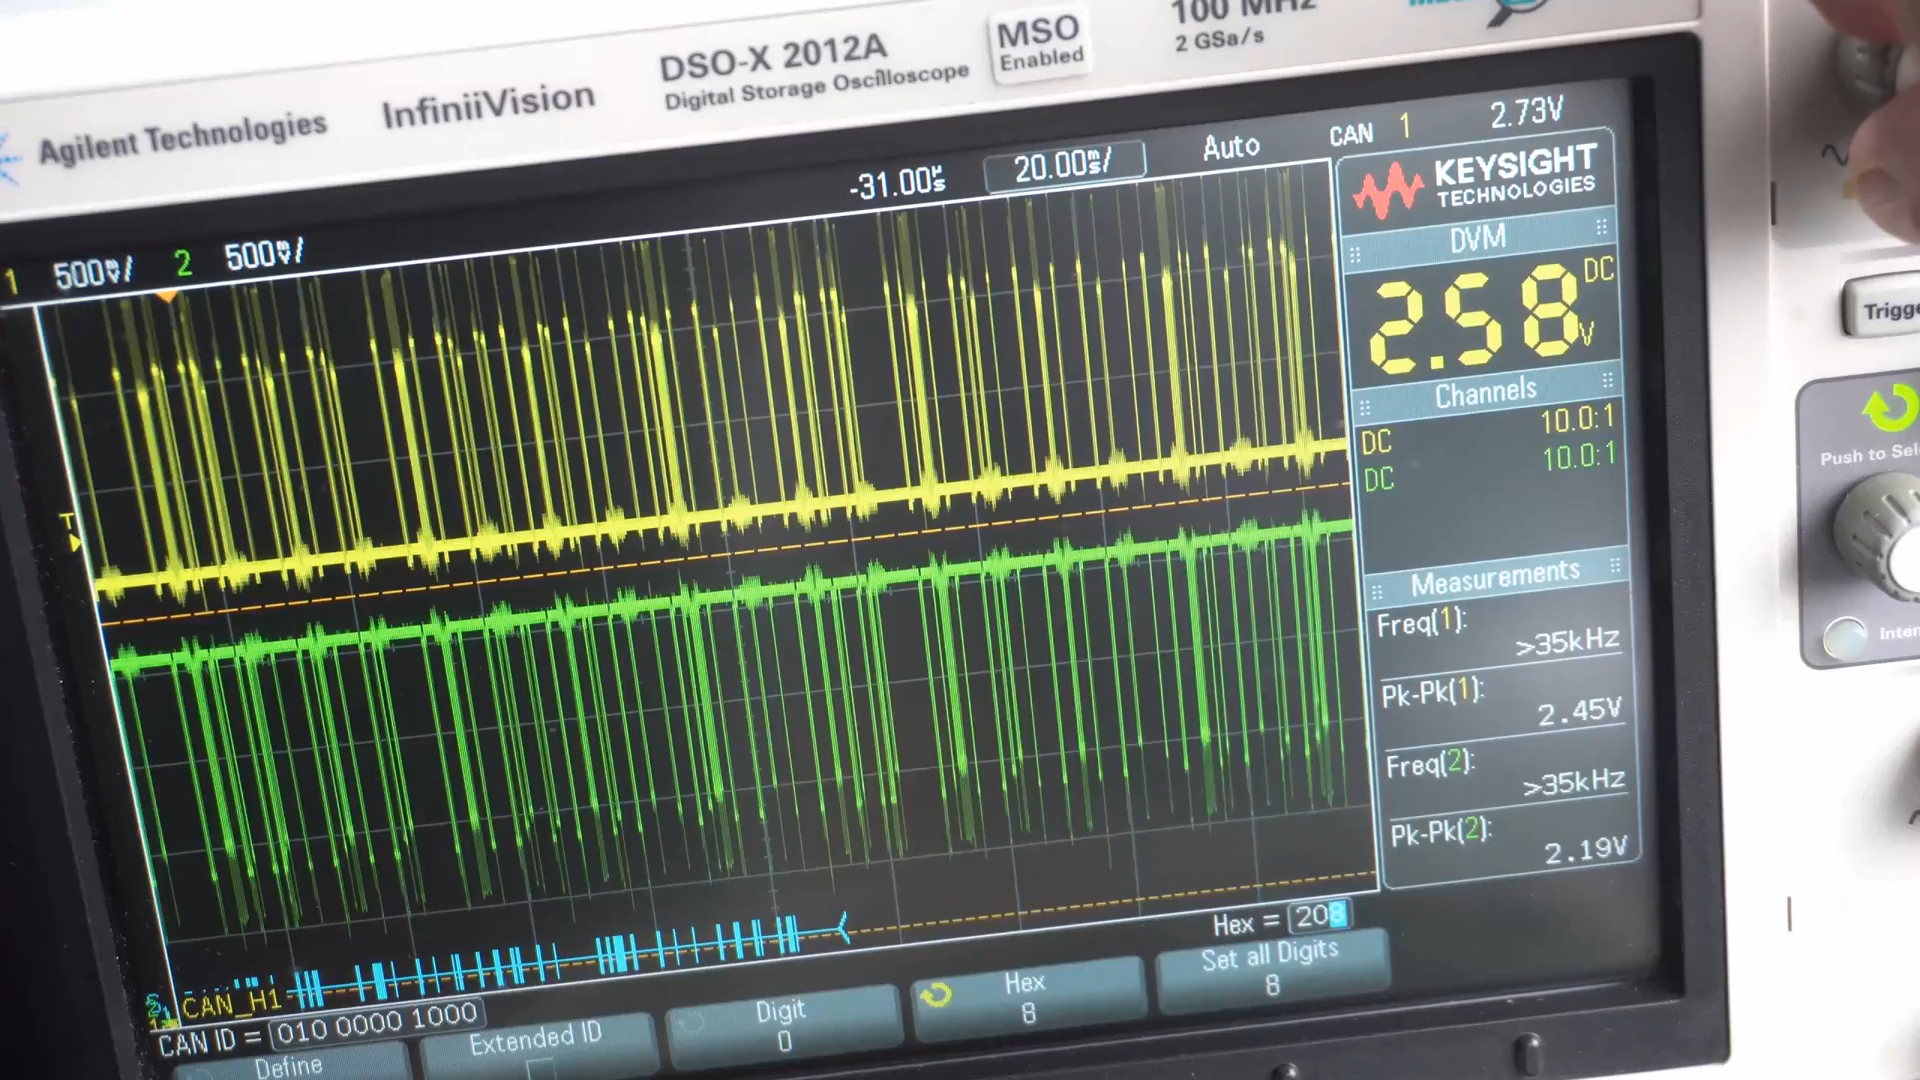 Agilent Technologies
InfiniiVision
DSO-X 2012A
Digital Storage Oscilloscope
MSO
Enabled
100 MHz
2 GSa/s
1 500mV/ 2 500mV/
-31.00us 20.00ms/ Auto CAN 1 2.73V
KEYSIGHT
TECHNOLOGIES
DVM
2.58 V DC
Channels
DC 10.0:1
DC 10.0:1
Measurements
Freq(1):
>35kHz
Pk-Pk(1):
2.45V
Freq(2):
>35kHz
Pk-Pk(2):
2.19V
T
CAN_H1
Hex = 208
CAN ID = 010 0000 1000
Define
Extended ID
Digit
0
Hex
8
Set all Digits
8
Push to Sel